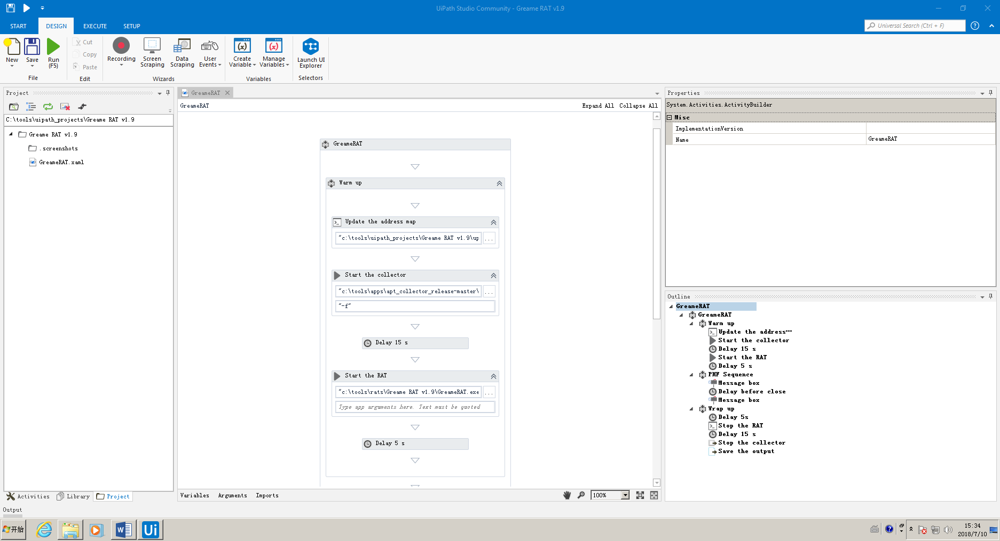 UiPath Studio Community - Greame RAT v1.9
START DESIGN EXECUTE SETUP
Universal Search (Ctrl + F)
New Save Run (F5)
File
Cut
Copy
Paste
Edit
Recording Screen Scraping Data Scraping User Events
Wizards
Create Variable Manage Variables
Variables
Launch UI Explorer
Selectors
Project
C:\tools\uipath_projects\Greame RAT v1.9
Greame RAT v1.9
.screenshots
GreameRAT.xaml
Activities Library Project
GreameRAT
GreameRAT Expand All Collapse All
GreameRAT
Warm up
Update the address map
"c:\tools\uipath_projects\Greame RAT v1.9\up ...
Start the collector
"c:\tools\apps\apt_collector_release-master\ ...
"-f"
Delay 15 s
Start the RAT
"c:\tools\rats\Greame RAT v1.9\GreameRAT.exe ...
Type app arguments here. Text must be quoted
Delay 5 s
Variables Arguments Imports
100%
Properties
System.Activities.ActivityBuilder
Misc
ImplementationVersion
Name GreameRAT
Outline
GreameRAT
GreameRAT
Warm up
Update the address…
Start the collector
Delay 15 s
Start the RAT
Delay 5 s
PHF Sequence
Message box
Delay before close
Message box
Wrap up
Delay 5s
Stop the RAT
Delay 15 s
Stop the collector
Save the output
Output
开始
Ui
15:34
2018/7/10